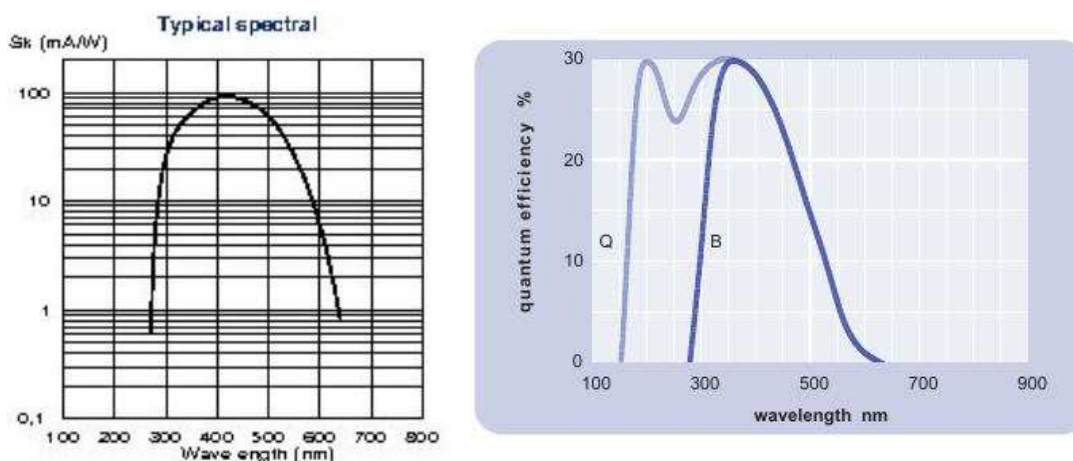 Typical spectral
Sk (mA/W)
100
10
1
0,1
100 200 300 400 500 600 700 800
Wave ength (nm)
30
20
10
0
quantum efficiency %
Q
B
100 300 500 700 900
wavelength nm